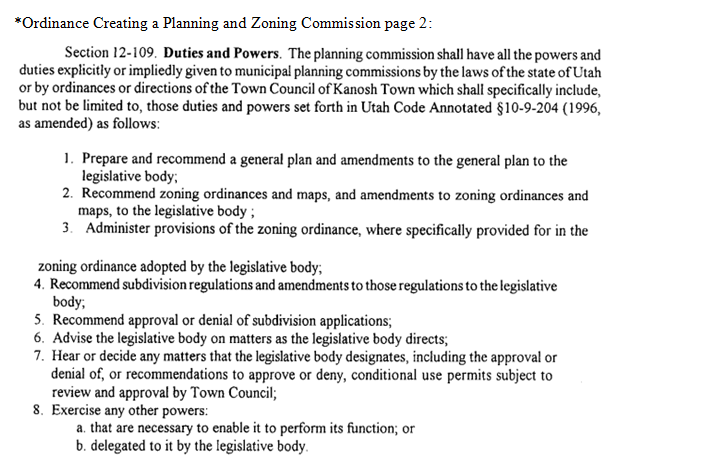 *Ordinance Creating a Planning and Zoning Commission page 2:
Section 12-109. Duties and Powers. The planning commission shall have all the powers and
duties explicitly or impliedly given to municipal planning commissions by the laws of the state of Utah
or by ordinances or directions of the Town Council of Kanosh Town which shall specifically include,
but not be limited to, those duties and powers set forth in Utah Code Annotated §10-9-204 (1996,
as amended) as follows:
1. Prepare and recommend a general plan and amendments to the general plan to the
legislative body;
2. Recommend zoning ordinances and maps, and amendments to zoning ordinances and
maps, to the legislative body ;
3. Administer provisions of the zoning ordinance, where specifically provided for in the
zoning ordinance adopted by the legislative body;
4. Recommend subdivision regulations and amendments to those regulations to the legislative
body;
5. Recommend approval or denial of subdivision applications;
6. Advise the legislative body on matters as the legislative body directs;
7. Hear or decide any matters that the legislative body designates, including the approval or
denial of, or recommendations to approve or deny, conditional use permits subject to
review and approval by Town Council;
8. Exercise any other powers:
a. that are necessary to enable it to perform its function; or
b. delegated to it by the legislative body.